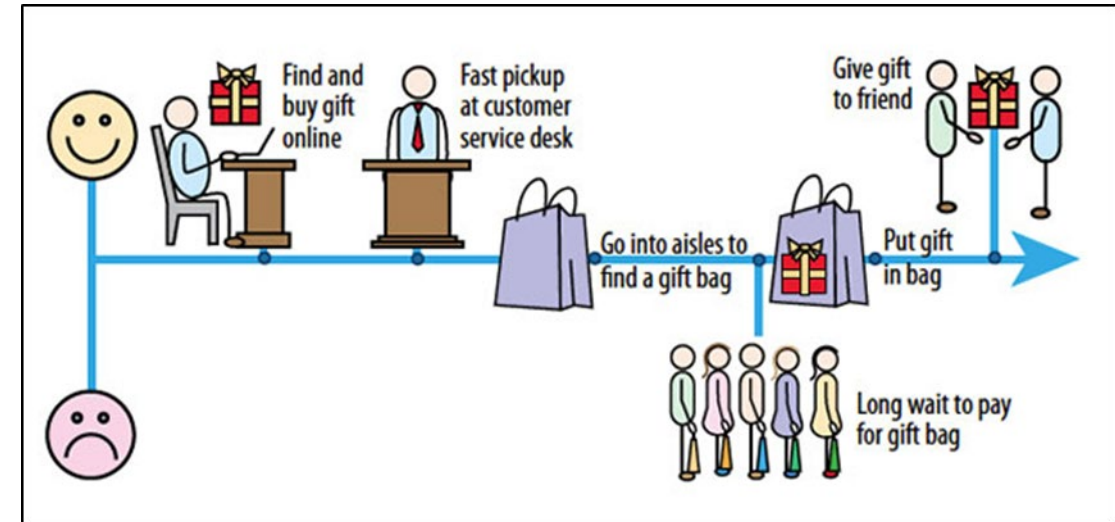 Find and
buy gift
online
Fast pickup
at customer
service desk
Go into aisles to
find a gift bag
Long wait to pay
for gift bag
Put gift
in bag
Give gift
to friend